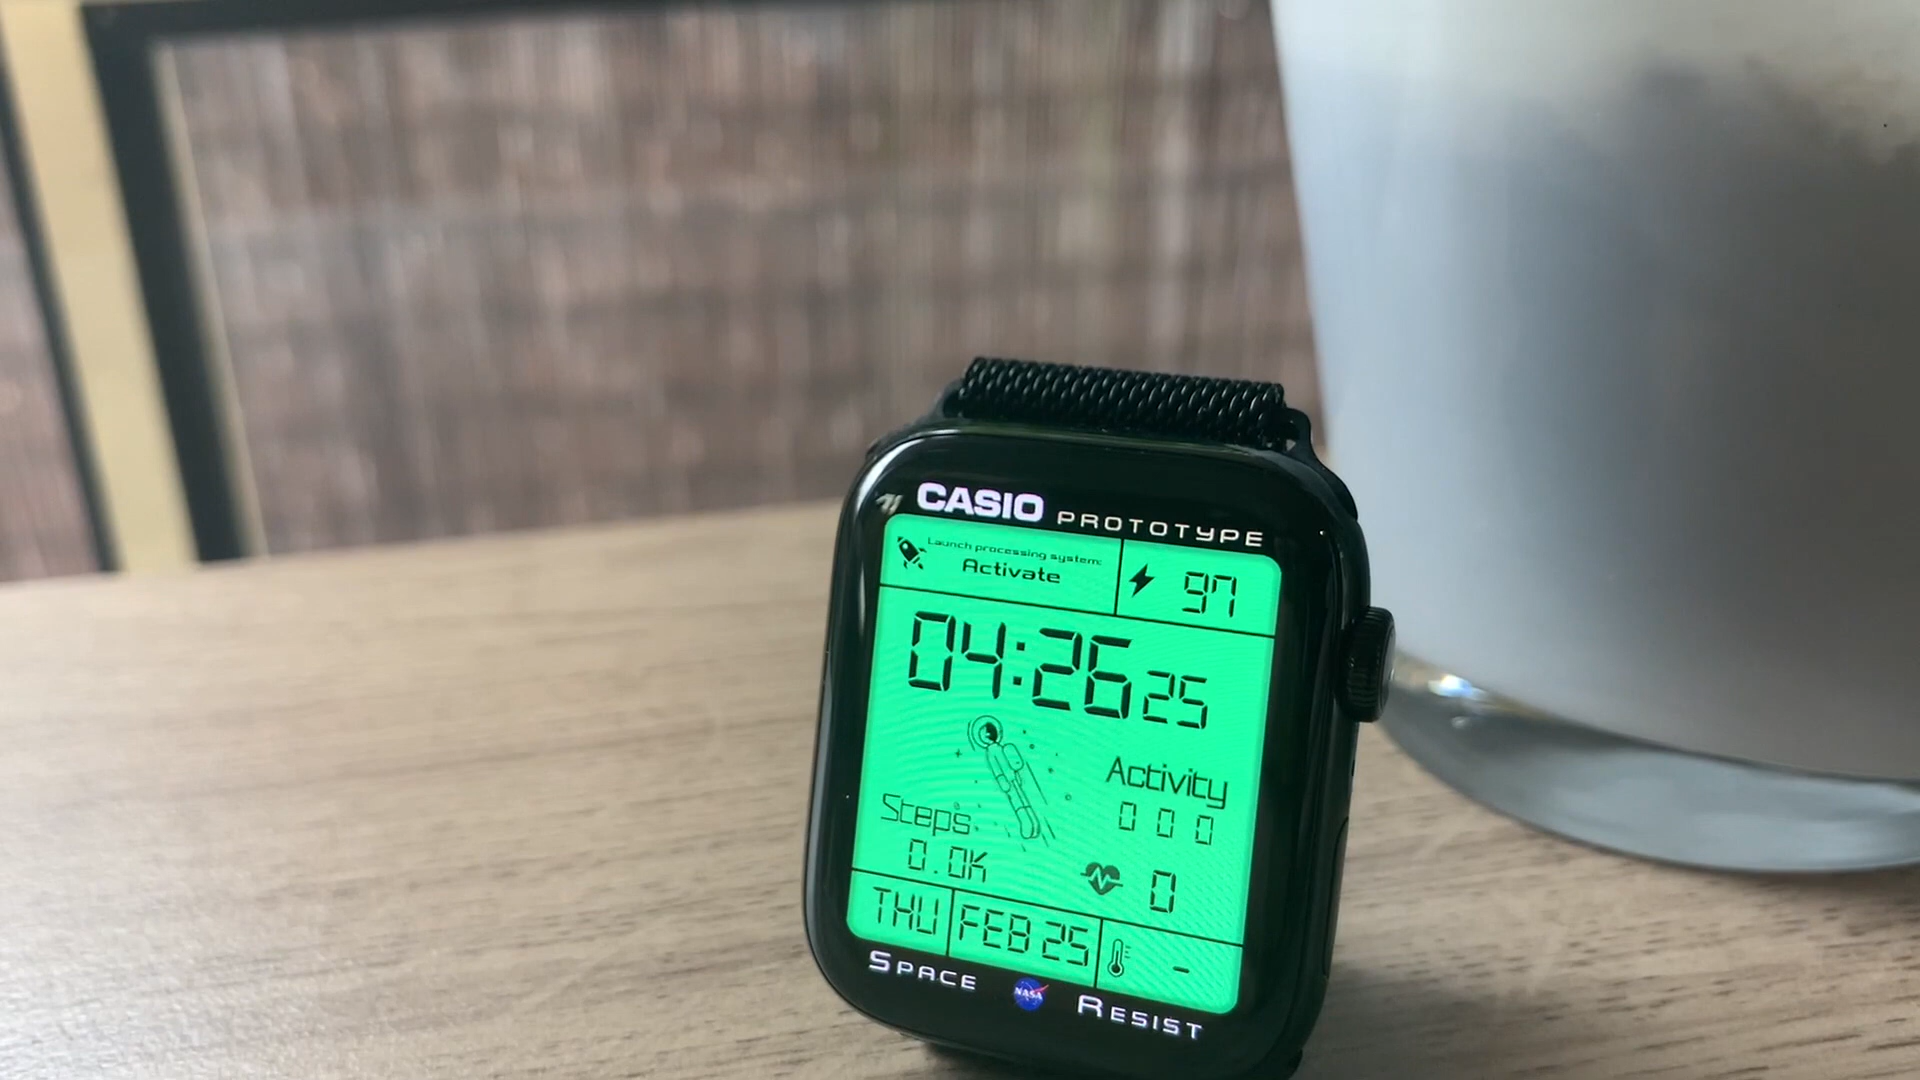 CASIO PROTOTYPE
Launch processing system:
Activate
97
04:26 25
Activity
0 0 0
Steps
0.0K
0
THU
FEB 25
-
SPACE NASA RESIST